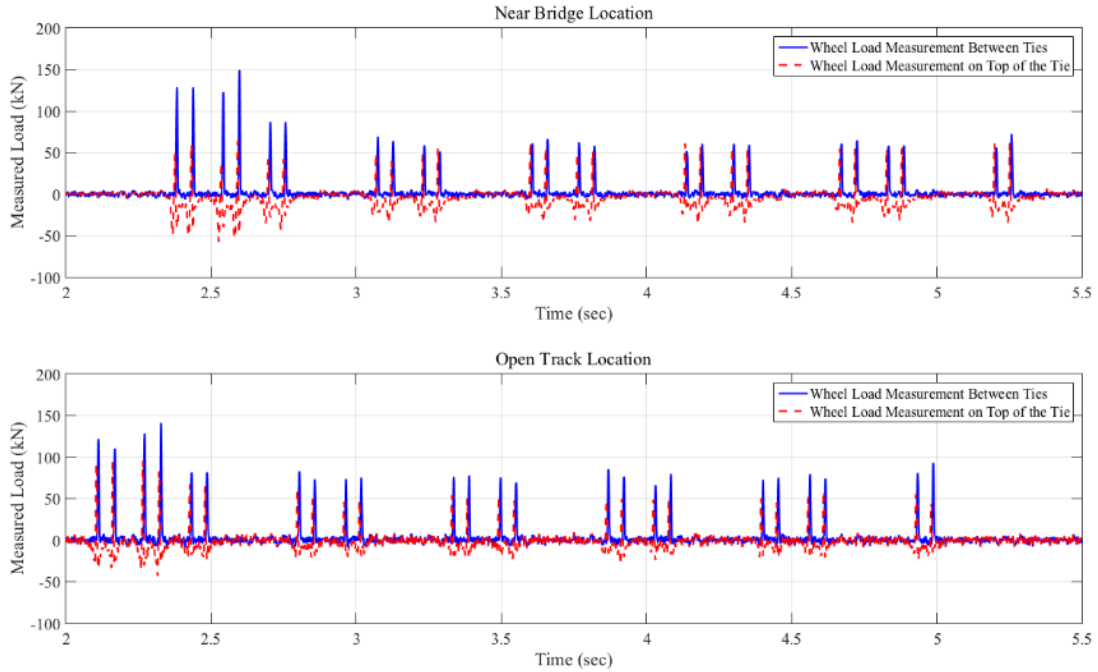 Near Bridge Location
200
150
100
50
0
-50
-100
Measured Load (kN)
Wheel Load Measurement Between Ties
Wheel Load Measurement on Top of the Tie
2 2.5 3 3.5 4 4.5 5 5.5
Time (sec)
Open Track Location
200
150
100
50
0
-50
-100
Measured Load (kN)
Wheel Load Measurement Between Ties
Wheel Load Measurement on Top of the Tie
2 2.5 3 3.5 4 4.5 5 5.5
Time (sec)